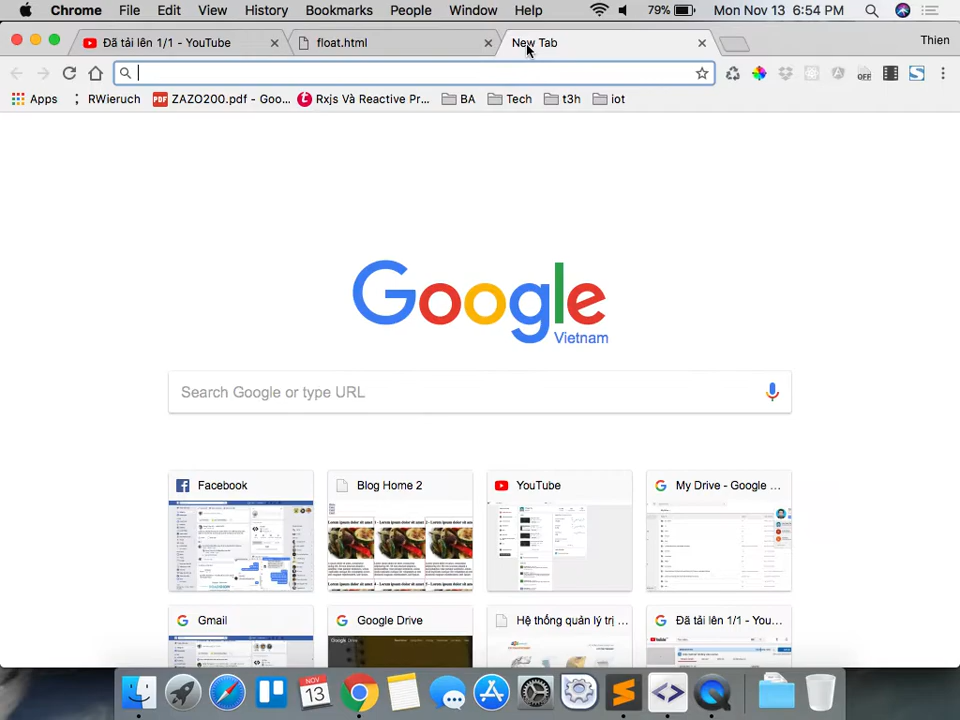 Chrome File Edit View History Bookmarks People Window Help 79% Mon Nov 13 6:54 PM
Đã tải lên 1/1 - YouTube float.html New Tab Thien
Apps RWieruch ZAZO200.pdf - Goo... Rxjs Và Reactive Pr... BA Tech t3h iot
Google
Vietnam
Search Google or type URL
Facebook Blog Home 2 YouTube My Drive - Google ...
Gmail Google Drive Hệ thống quản lý trị ... Đã tải lên 1/1 - You...
NOV
13